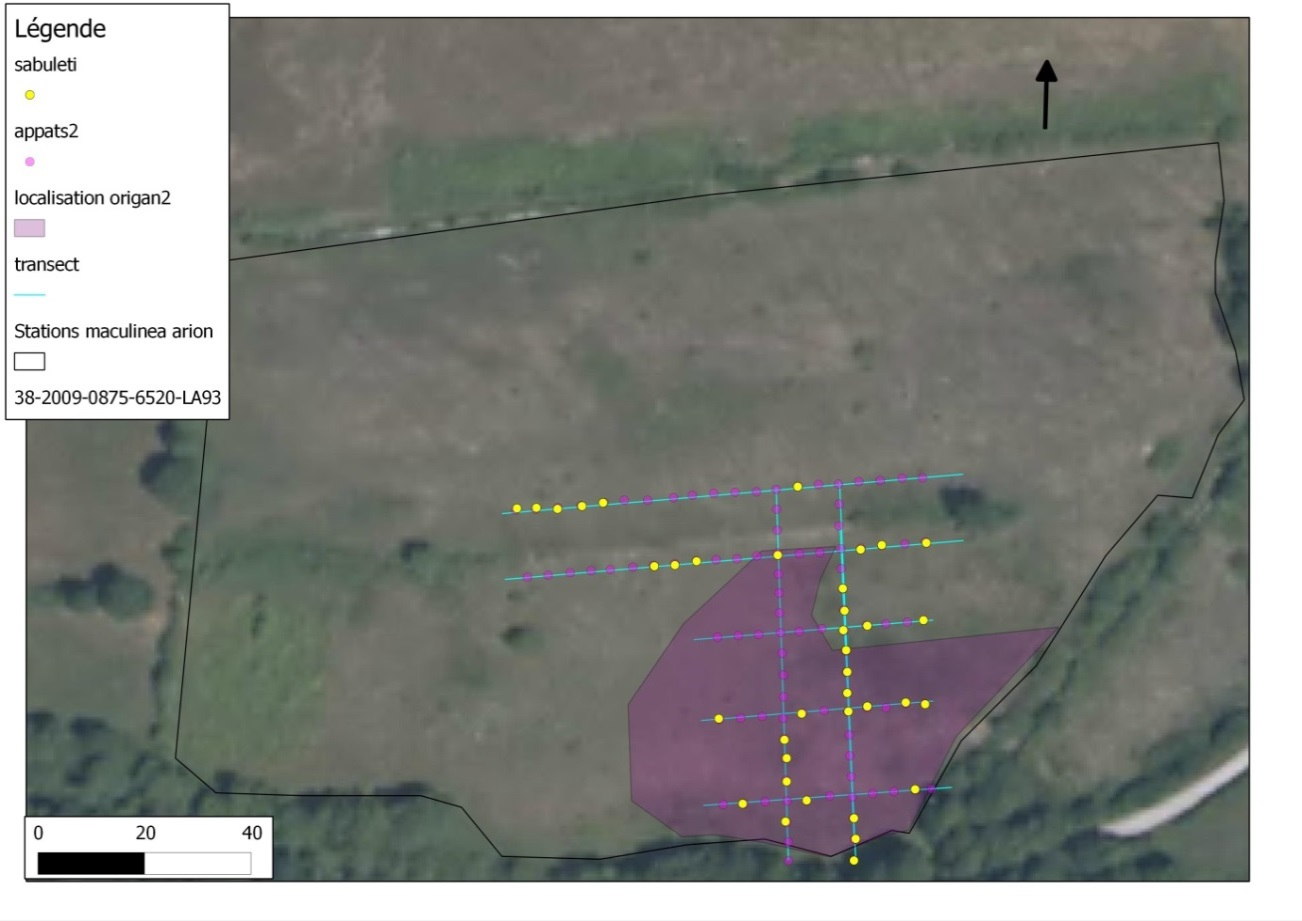 Légende
sabuleti
appats2
localisation origan2
transect
Stations maculinea arion
38-2009-0875-6520-LA93
0 20 40